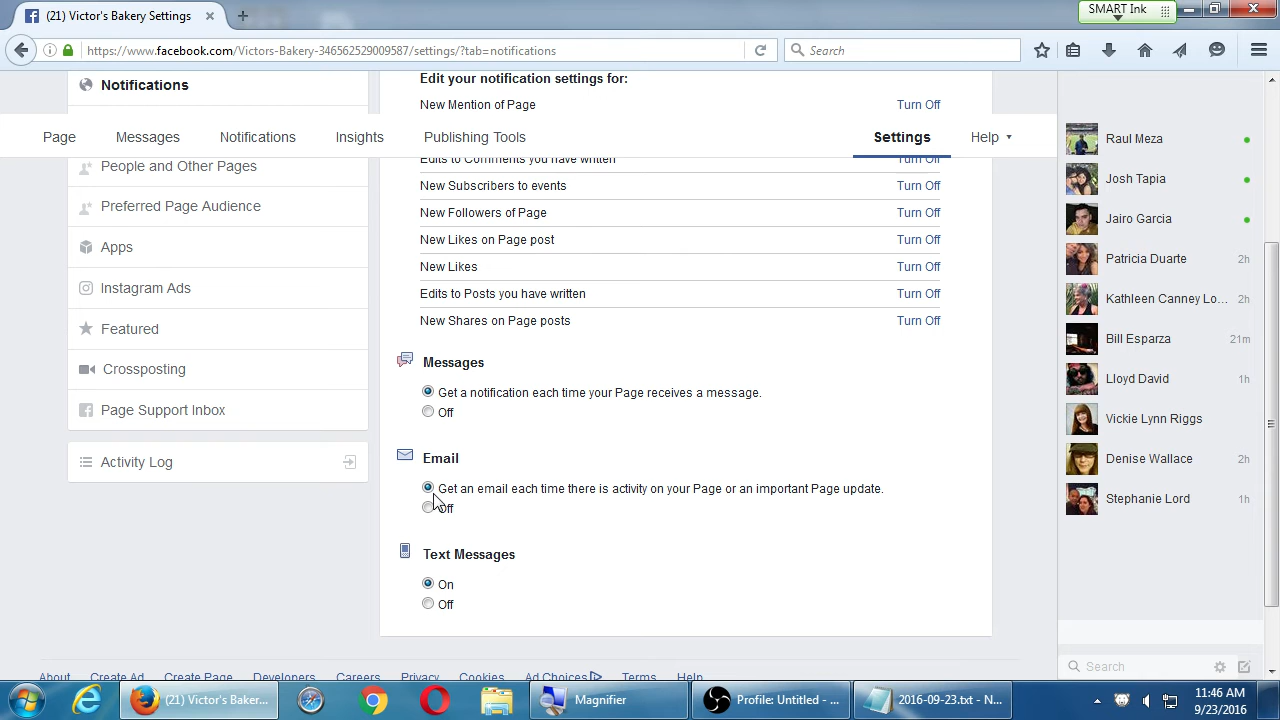 (21) Victor's Bakery Settings
SMART Ink
https://www.facebook.com/Victors-Bakery-346562529009587/settings/?tab=notifications
Search
Notifications
Edit your notification settings for:
New Mention of Page Turn Off
Page Messages Notifications Insights Publishing Tools Settings Help
People and Other Pages
Preferred Page Audience
Apps
Instagram Ads
Featured
Crossposting
Page Support Inbox
Activity Log
Edits to Comments you have written Turn Off
New Subscribers to events Turn Off
New Followers of Page Turn Off
New Likes on Page post Turn Off
New Likes Turn Off
Edits to Posts you have written Turn Off
New Shares on Page posts Turn Off
Messages
Get a notification each time your Page receives a message.
Off
Email
Get an email each time there is activity on your Page or an important Page update.
Off
Text Messages
On
Off
Raul Meza
Josh Tapia
Jairo Garcia
Patricia Duarte 2h
Kathleen Canney Lo... 2h
Bill Esparza 21m
Lloyd David 1h
Vickie Lynn Riggs
Denise Wallace 2h
Stephanie Lord 1h
Search
About Create Ad Create Page Developers Careers Privacy Cookies Ad Choices Terms Help
(21) Victor's Baker...
Magnifier
Profile: Untitled - ...
2016-09-23.txt - N...
11:46 AM
9/23/2016